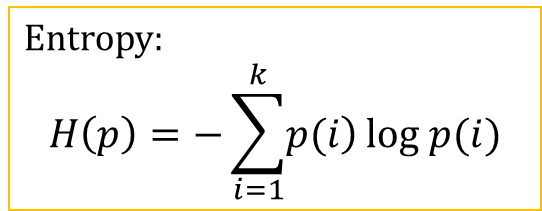 Entropy:
k
H(p) = − ∑ p(i) log p(i)
i=1